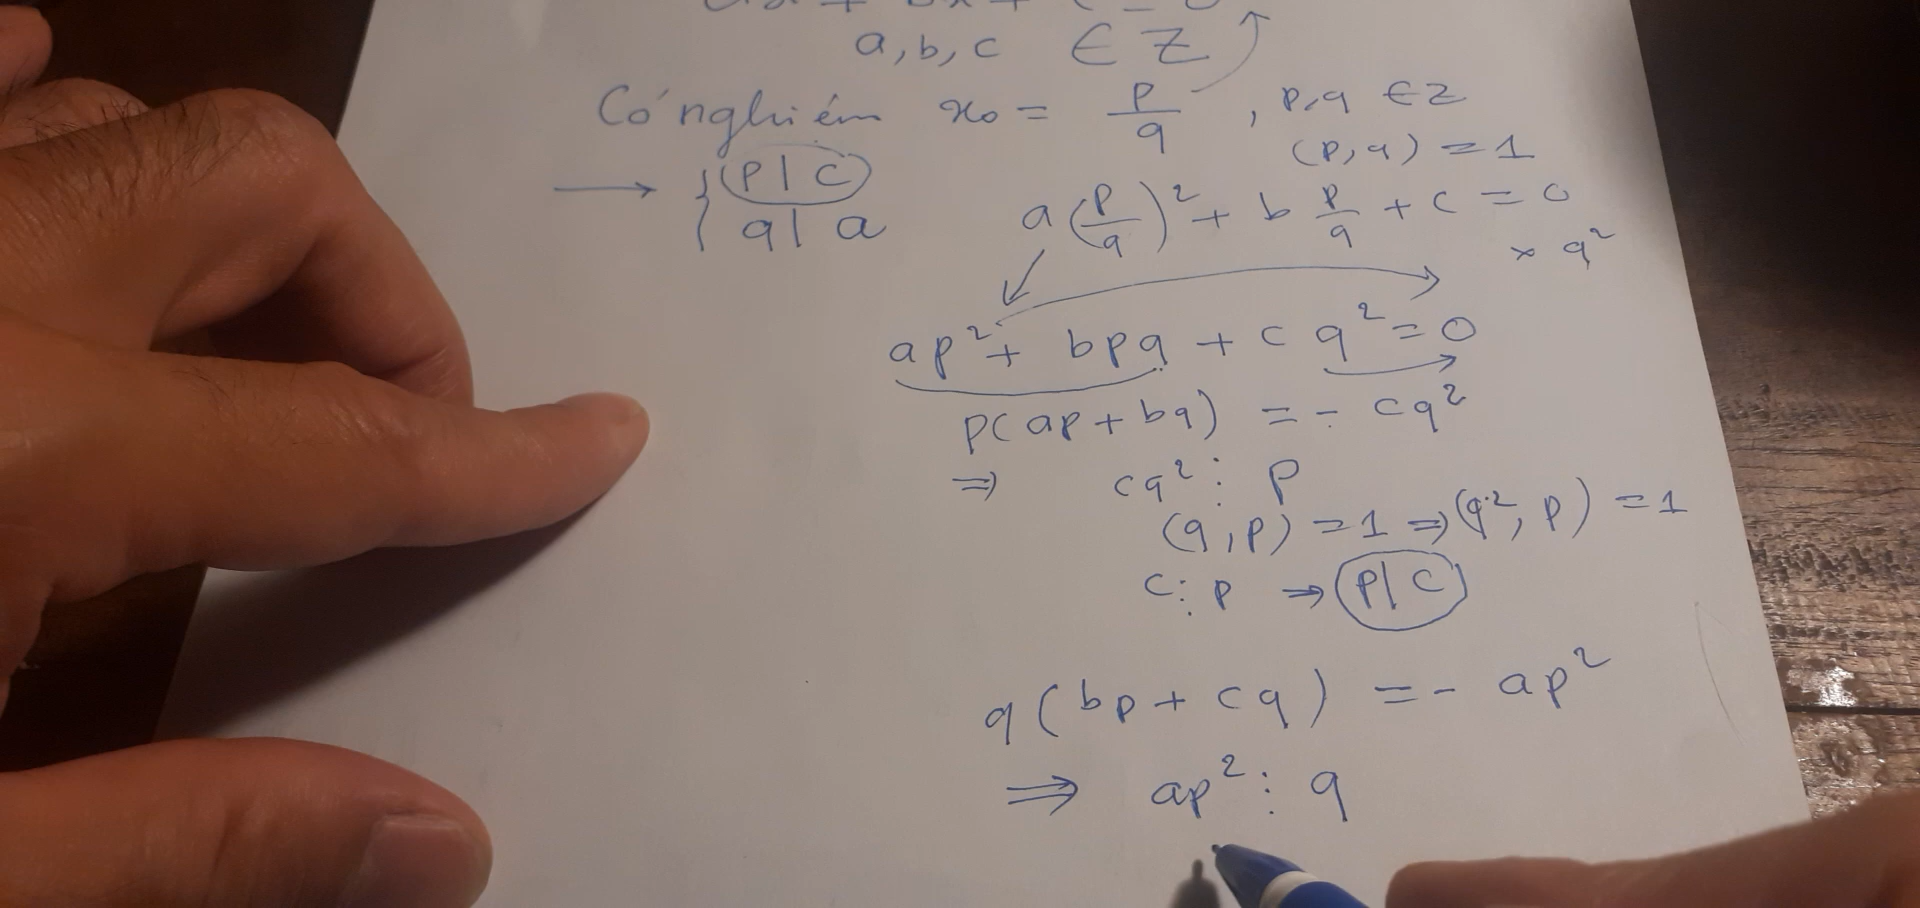 a, b, c ∈ Z
Có nghiệm x₀ = p/q , p,q ∈ Z
(p, q) = 1
→ { p | c
q | a
a(p/q)² + b p/q + c = 0
× q²
ap² + bpq + cq² = 0
p(ap + bq) = - cq²
⇒ cq² ⋮ p
(q, p) = 1 ⇒ (q², p) = 1
c ⋮ p ⇒ p | c
q(bp + cq) = - ap²
⇒ ap² ⋮ q